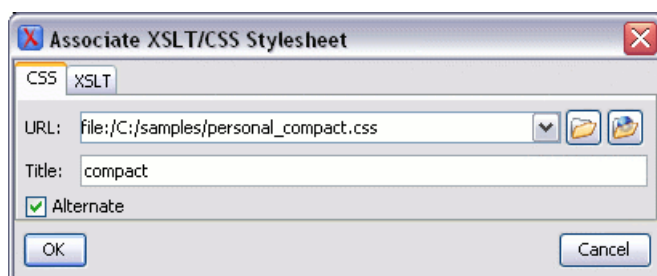 Associate XSLT/CSS Stylesheet
CSS XSLT
URL: file:/C:/samples/personal_compact.css
Title: compact
Alternate
OK Cancel